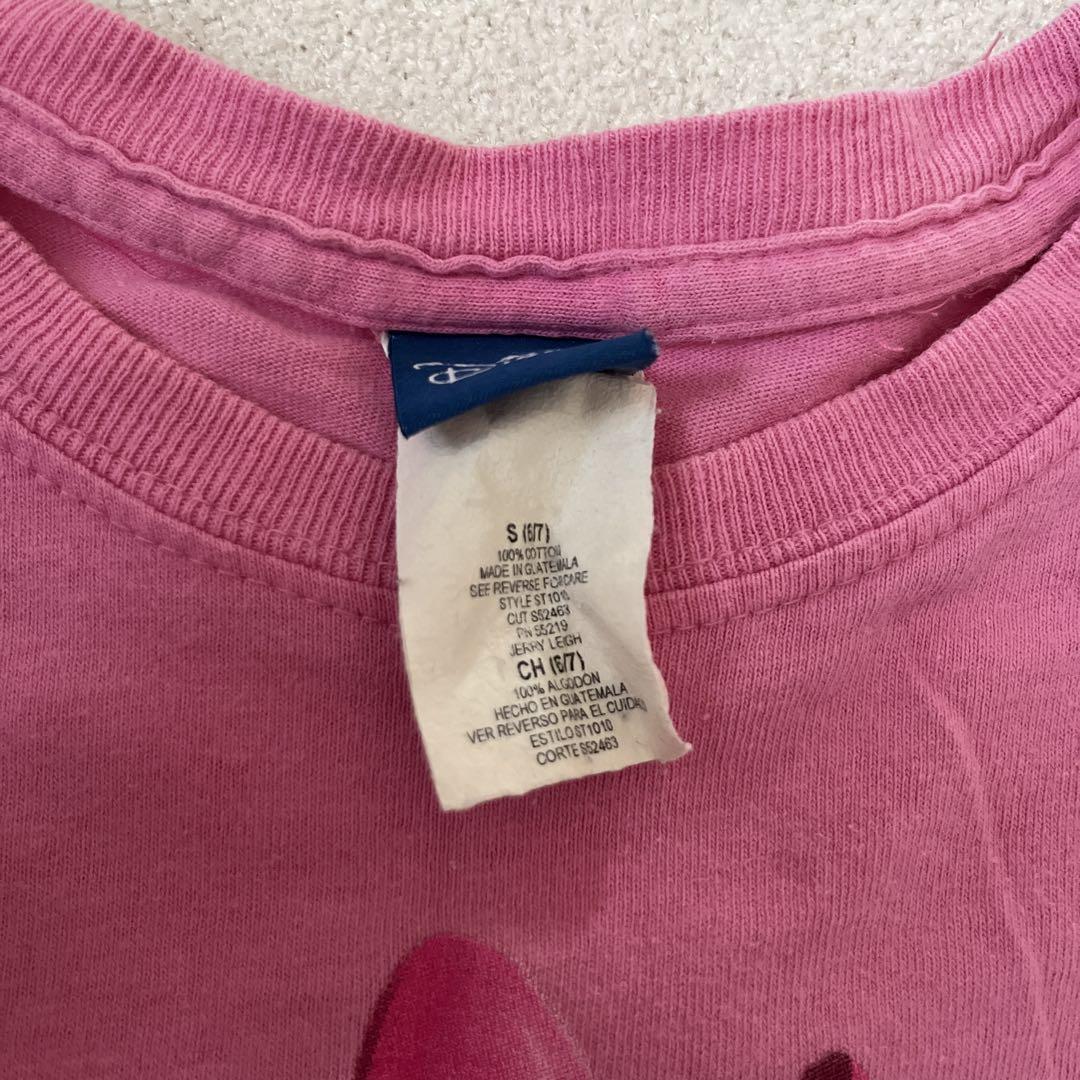 S (6/7)
100% COTTON
MADE IN GUATEMALA
SEE REVERSE FOR CARE
STYLE ST1010
CUT S52463
PN 55219
JERRY LEIGH
CH (6/7)
100% ALGODON
HECHO EN GUATEMALA
VER REVERSO PARA EL CUIDADO
ESTILO ST1010
CORTE S52463